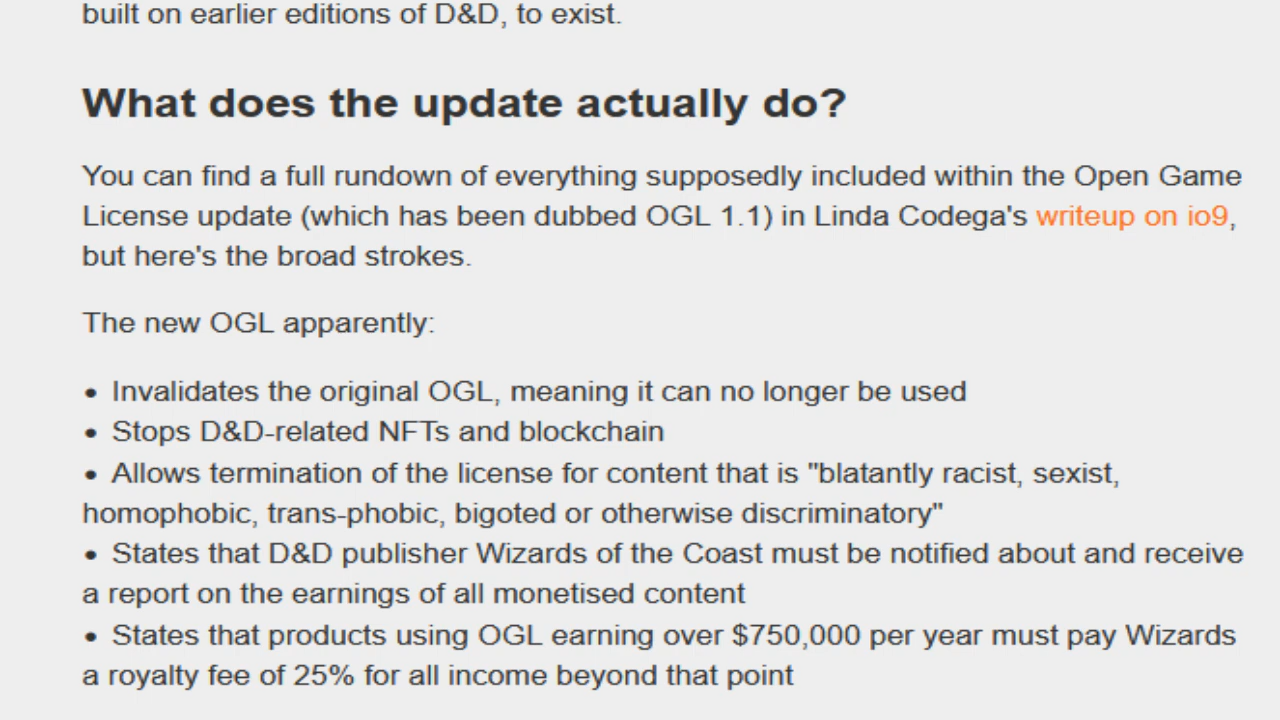 built on earlier editions of D&D, to exist.
What does the update actually do?
You can find a full rundown of everything supposedly included within the Open Game
License update (which has been dubbed OGL 1.1) in Linda Codega's writeup on io9,
but here's the broad strokes.
The new OGL apparently:
• Invalidates the original OGL, meaning it can no longer be used
• Stops D&D-related NFTs and blockchain
• Allows termination of the license for content that is "blatantly racist, sexist,
homophobic, trans-phobic, bigoted or otherwise discriminatory"
• States that D&D publisher Wizards of the Coast must be notified about and receive
a report on the earnings of all monetised content
• States that products using OGL earning over $750,000 per year must pay Wizards
a royalty fee of 25% for all income beyond that point